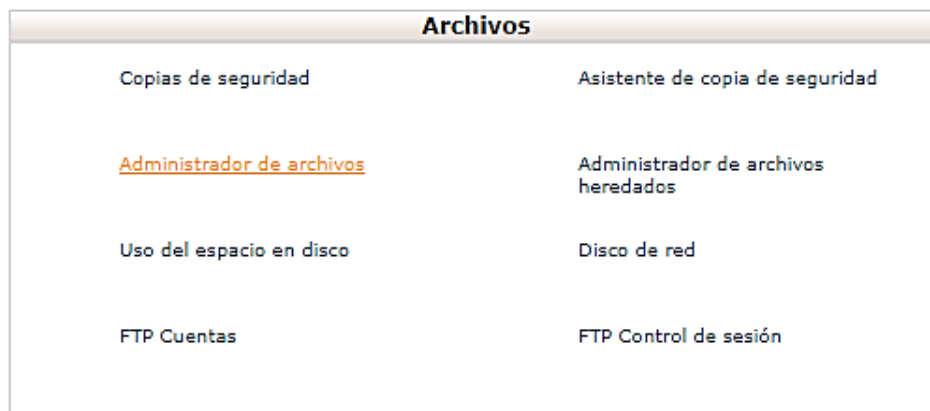 Archivos
Copias de seguridad
Asistente de copia de seguridad
Administrador de archivos
Administrador de archivos
heredados
Uso del espacio en disco
Disco de red
FTP Cuentas
FTP Control de sesión